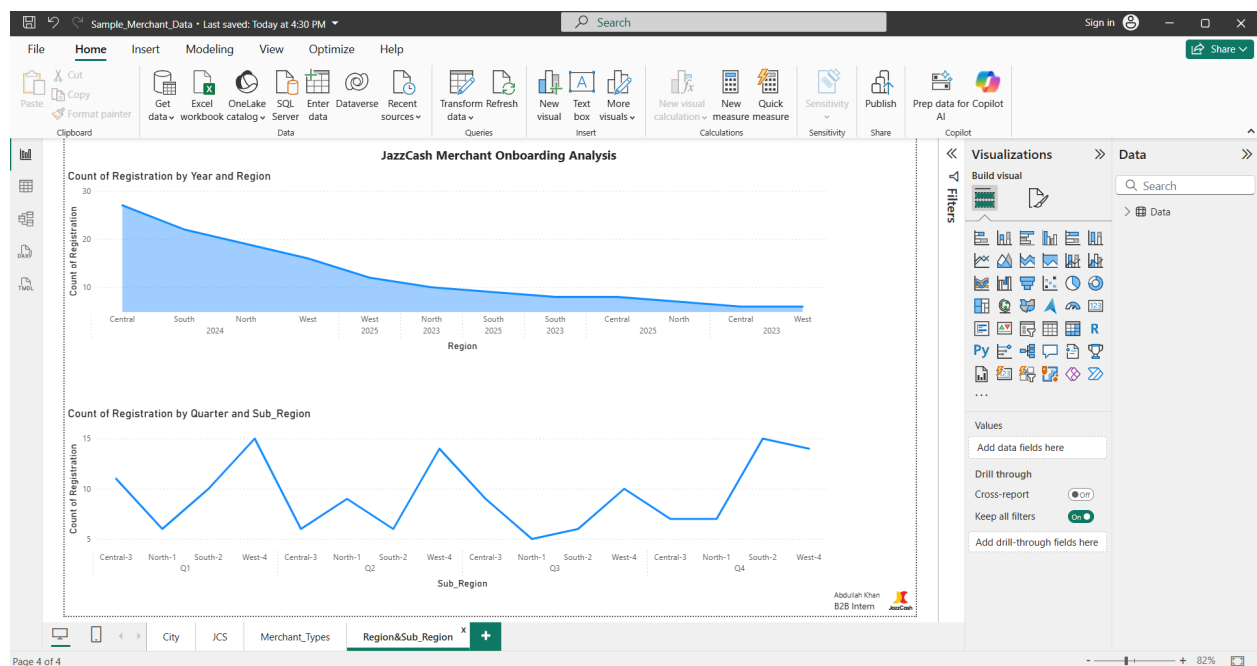 Sample_Merchant_Data • Last saved: Today at 4:30 PM
Search
Sign in
File Home Insert Modeling View Optimize Help
Share
Paste
Cut
Copy
Format painter
Clipboard
Get data
Excel workbook
OneLake catalog
SQL Server
Enter data
Dataverse
Recent sources
Data
Transform data
Refresh
Queries
New visual
Text box
More visuals
Insert
New visual calculation
New measure
Quick measure
Calculations
Sensitivity
Sensitivity
Publish
Share
Prep data for AI
Copilot
Copilot
DAX
TMDL
JazzCash Merchant Onboarding Analysis
Count of Registration by Year and Region
Count of Registration
30
20
10
Central South North West West North South South Central North Central West
2024 2025 2023 2025 2023 2025 2023
Region
Count of Registration by Quarter and Sub_Region
Count of Registration
15
10
5
Central-3 North-1 South-2 West-4 Central-3 North-1 South-2 West-4 Central-3 North-1 South-2 West-4 Central-3 North-1 South-2 West-4
Q1 Q2 Q3 Q4
Sub_Region
Abdullah Khan
B2B Intern
JazzCash
Filters
Visualizations
Build visual
123
R
Py
...
Values
Add data fields here
Drill through
Cross-report
Off
Keep all filters
On
Add drill-through fields here
Data
Search
Data
City JCS Merchant_Types Region&Sub_Region x +
Page 4 of 4
- + 82%